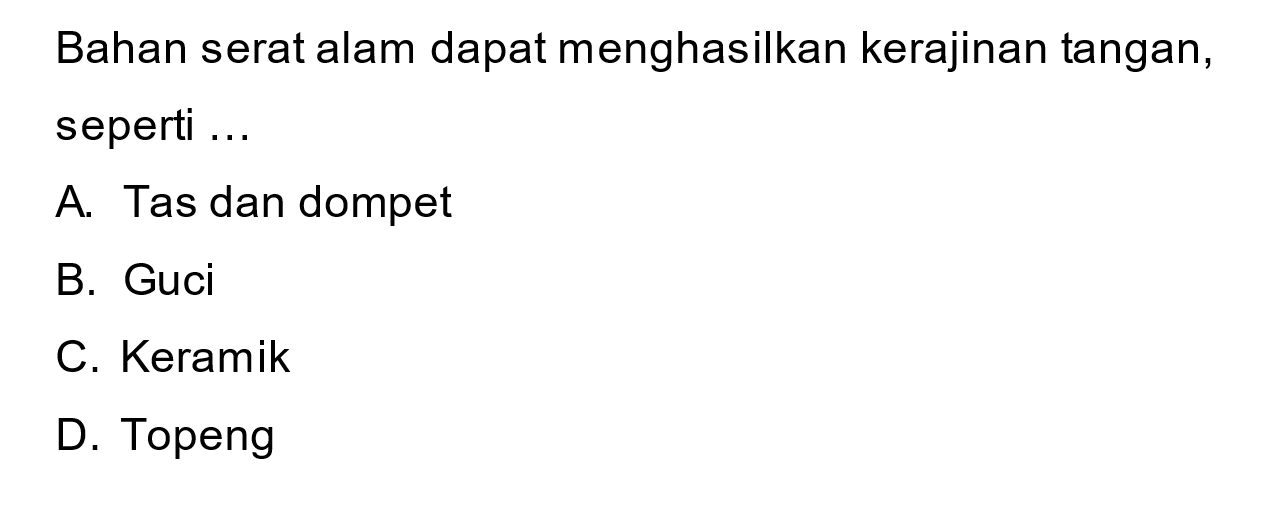 Bahan serat alam dapat menghasilkan kerajinan tangan,
seperti ...
A. Tas dan dompet
B. Guci
C. Keramik
D. Topeng